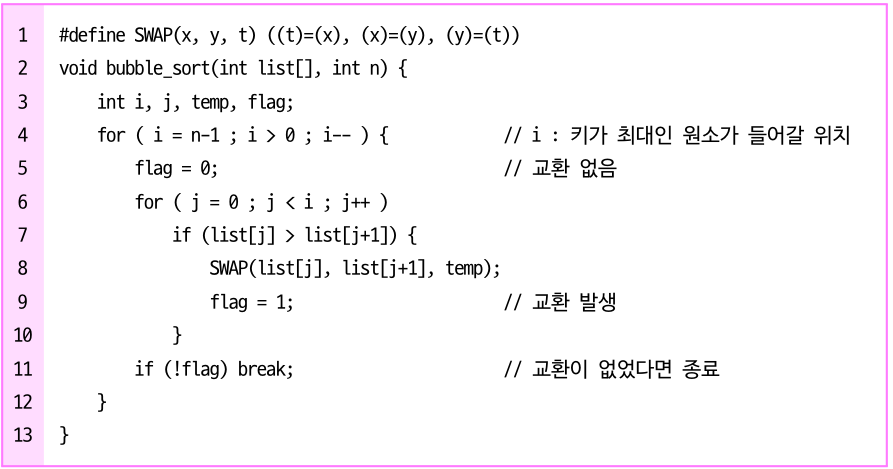 1 #define SWAP(x, y, t) ((t)=(x), (x)=(y), (y)=(t))
2 void bubble_sort(int list[], int n) {
3     int i, j, temp, flag;
4     for ( i = n-1 ; i > 0 ; i-- ) {            // i : 키가 최대인 원소가 들어갈 위치
5         flag = 0;                              // 교환 없음
6         for ( j = 0 ; j < i ; j++ )
7             if (list[j] > list[j+1]) {
8                 SWAP(list[j], list[j+1], temp);
9                 flag = 1;                      // 교환 발생
10             }
11         if (!flag) break;                      // 교환이 없었다면 종료
12     }
13 }